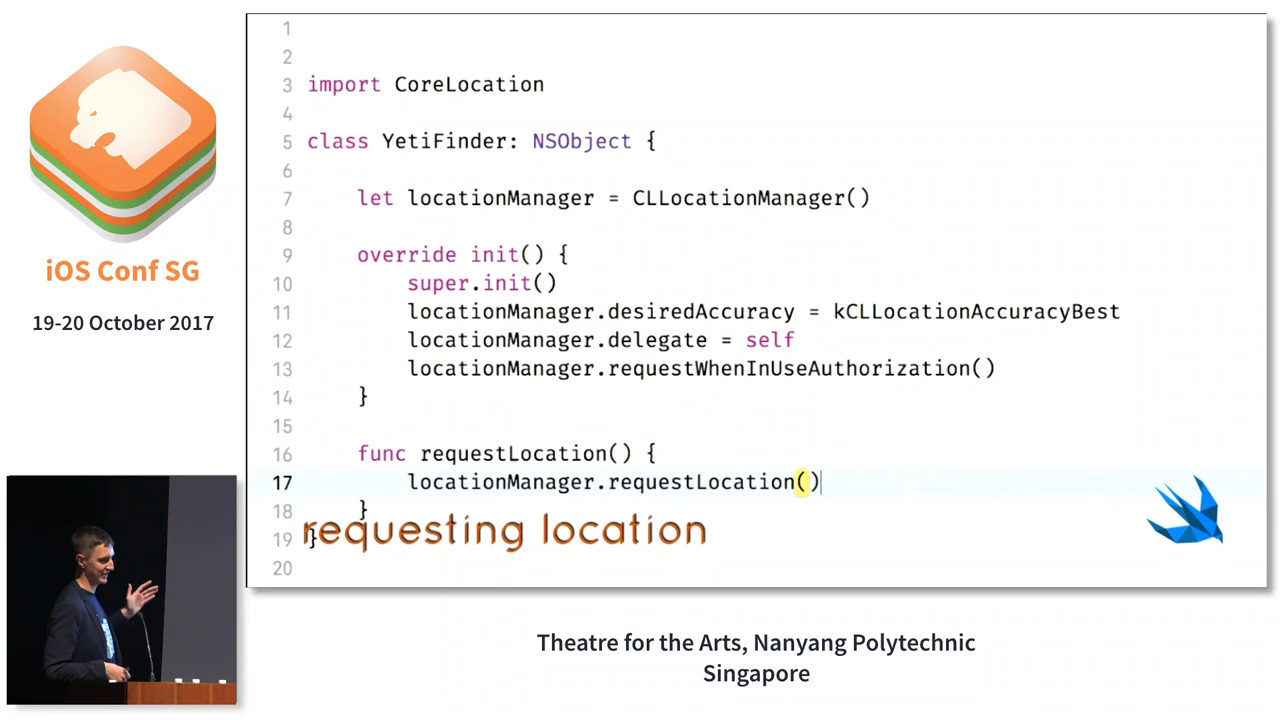 iOS Conf SG
19-20 October 2017
1
2
3 import CoreLocation
4
5 class YetiFinder: NSObject {
6
7     let locationManager = CLLocationManager()
8
9     override init() {
10         super.init()
11         locationManager.desiredAccuracy = kCLLocationAccuracyBest
12         locationManager.delegate = self
13         locationManager.requestWhenInUseAuthorization()
14     }
15
16     func requestLocation() {
17         locationManager.requestLocation()
18     }
requesting location
19 }
20
Theatre for the Arts, Nanyang Polytechnic
Singapore